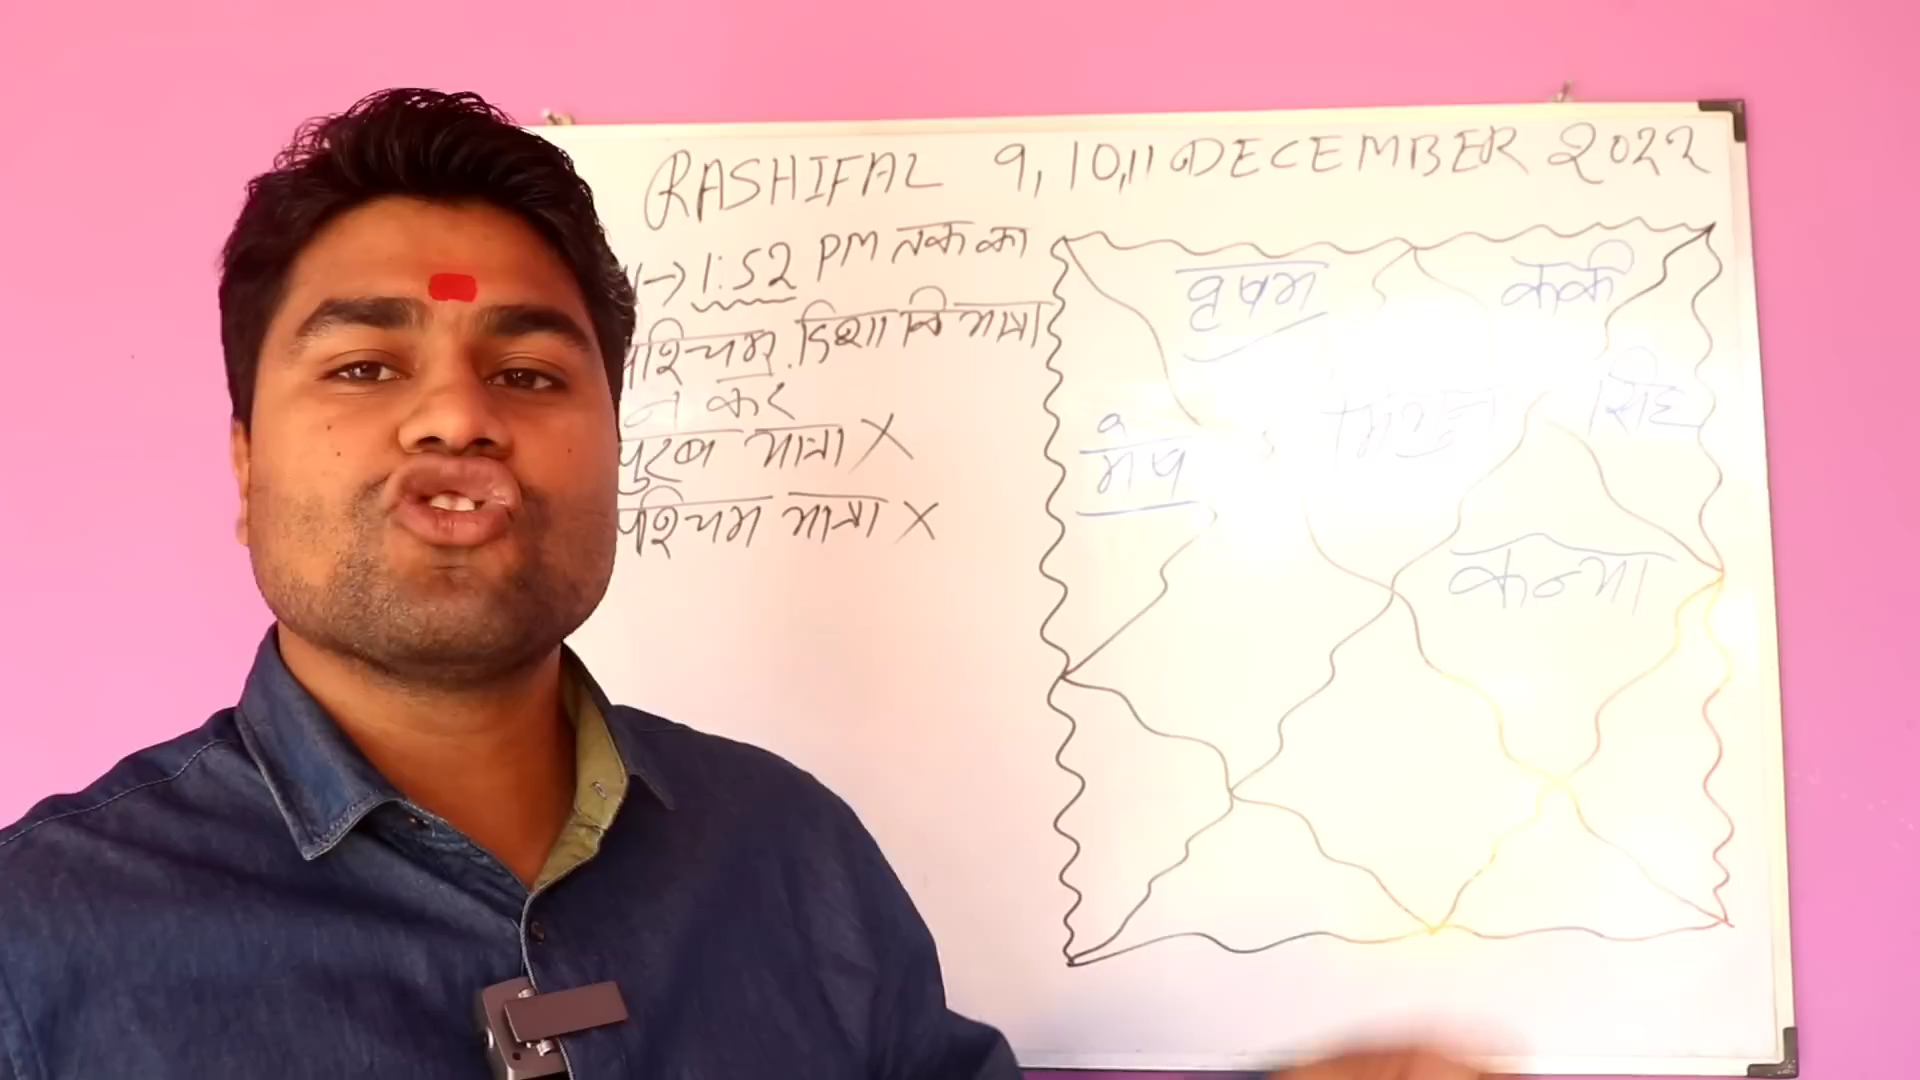 RASHIFAL 9, 10,11 DECEMBER 2022
→ 1:52 PM तक का
पश्चिम दिशा कि यात्रा
न करें
पुरब यात्रा X
पश्चिम यात्रा X
वृषभ
कर्क
मेष
मिथुन
सिंह
कन्या